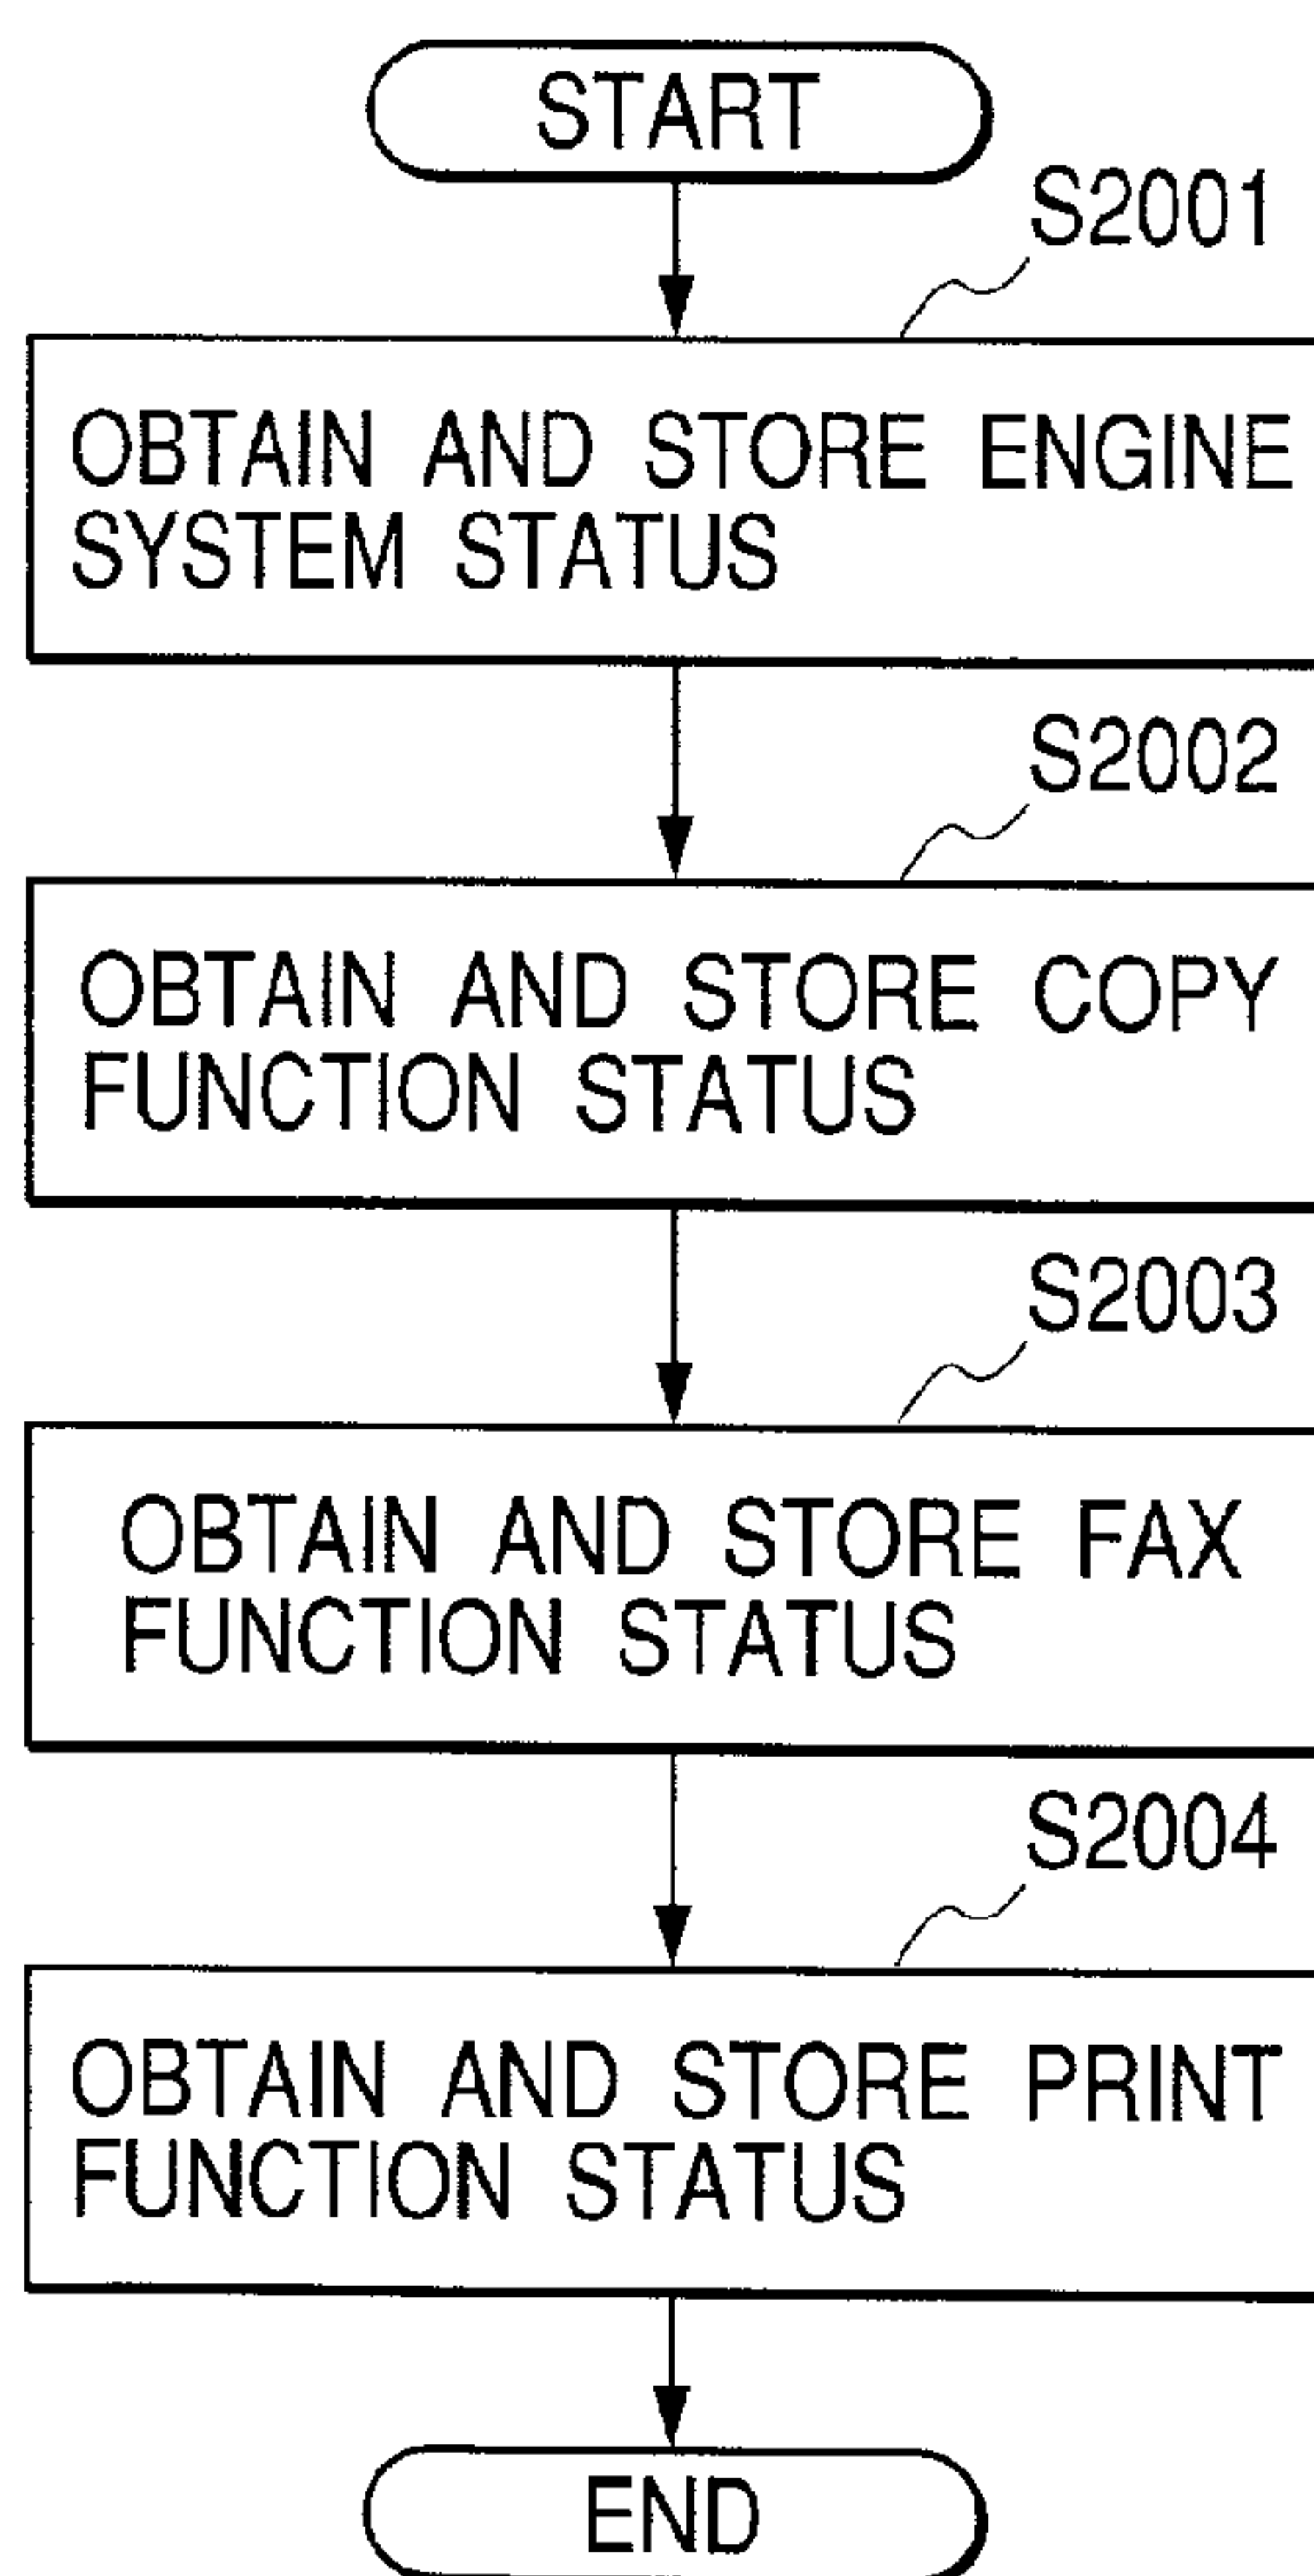 START
S2001
OBTAIN AND STORE ENGINE
SYSTEM STATUS
S2002
OBTAIN AND STORE COPY
FUNCTION STATUS
S2003
OBTAIN AND STORE FAX
FUNCTION STATUS
S2004
OBTAIN AND STORE PRINT
FUNCTION STATUS
END